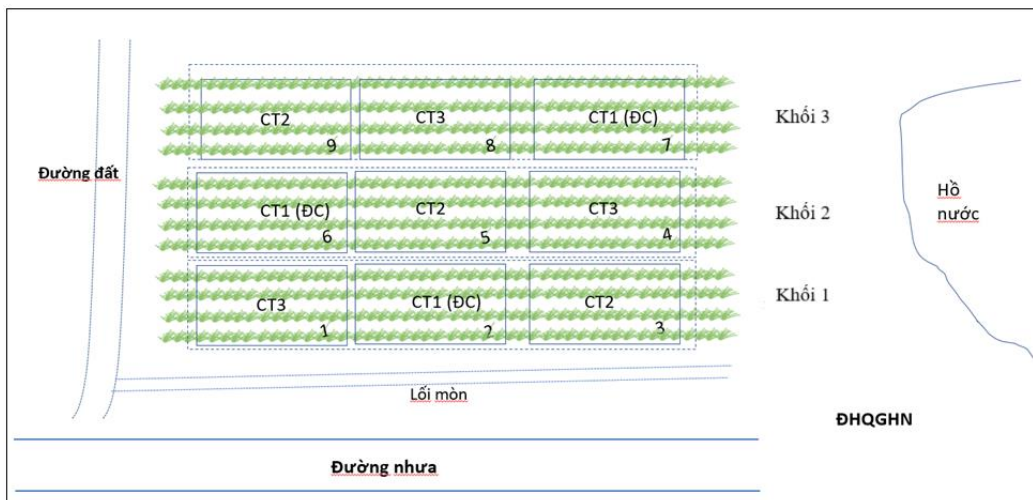 CT2
CT3
CT1 (ĐC)
Khối 3
9
8
7
Đường đất
CT1 (ĐC)
CT2
CT3
Khối 2
Hồ
nước
6
5
4
CT3
CT1 (ĐC)
CT2
Khối 1
1
2
3
Lối mòn
ĐHQGHN
Đường nhưa